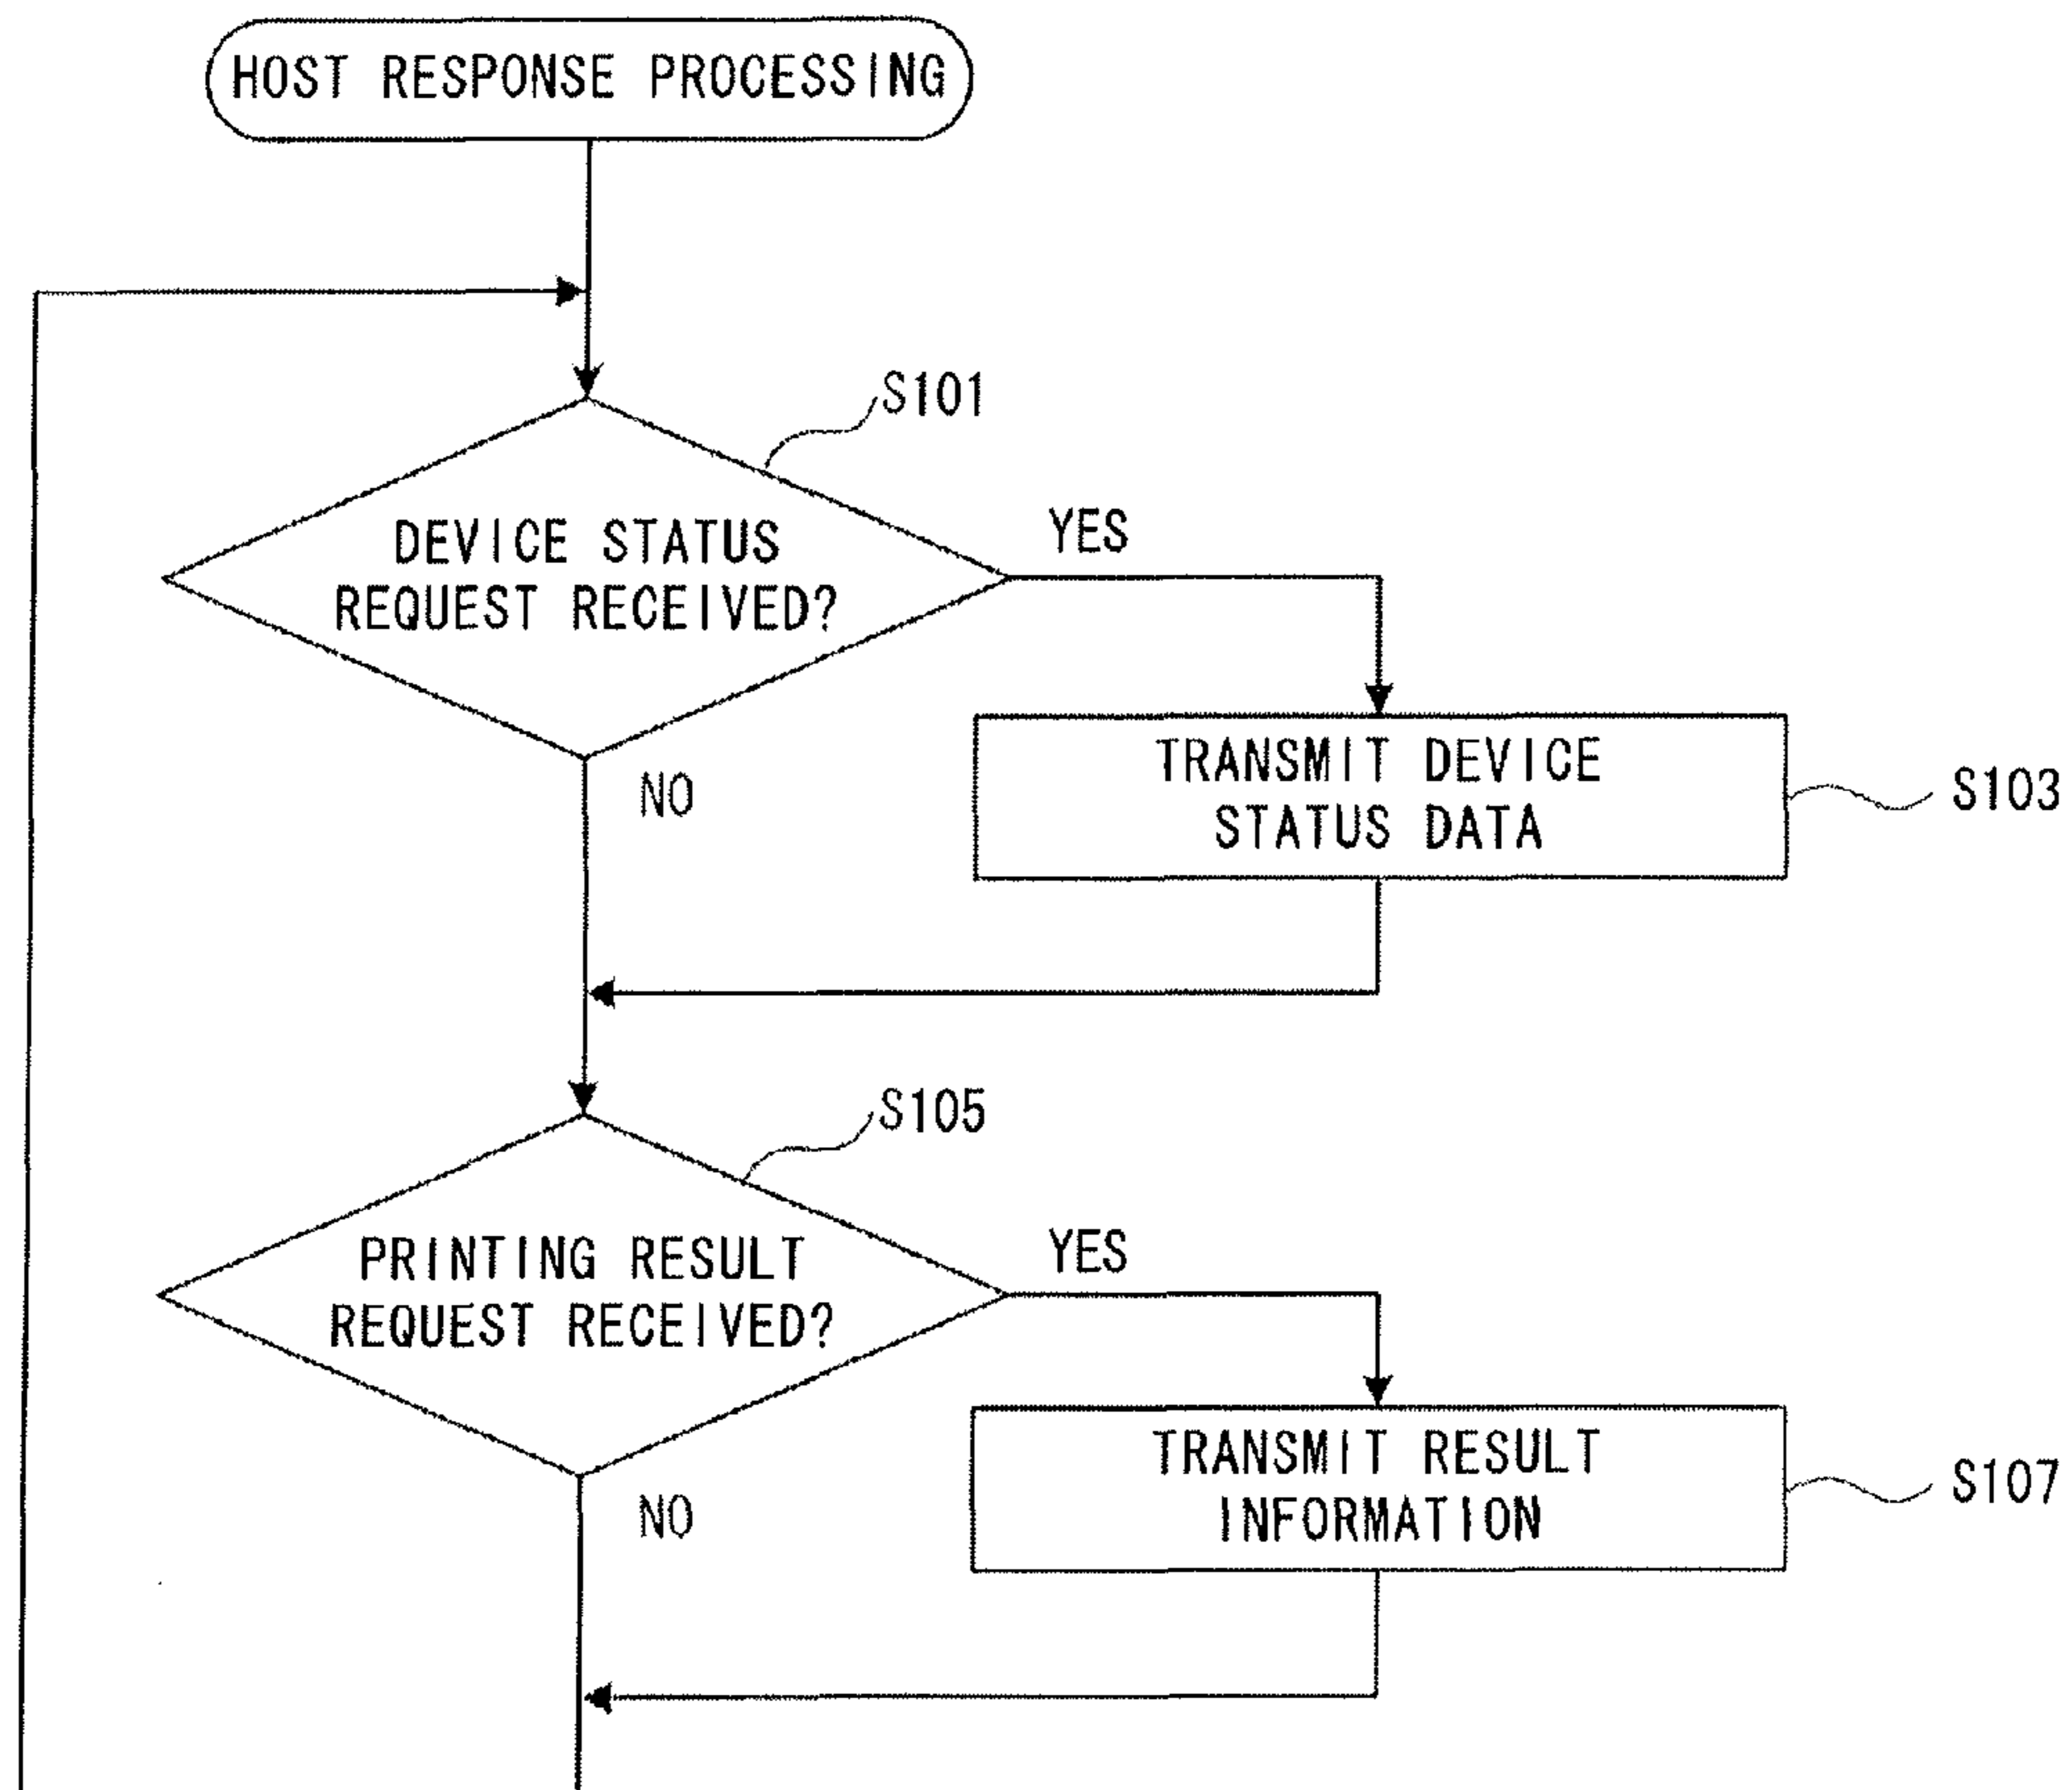 HOST RESPONSE PROCESSING
S101
DEVICE STATUS
REQUEST RECEIVED?
YES
NO
TRANSMIT DEVICE
STATUS DATA
S103
S105
PRINTING RESULT
REQUEST RECEIVED?
YES
NO
TRANSMIT RESULT
INFORMATION
S107